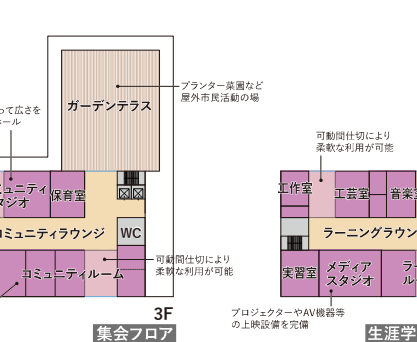 プランター菜園など
屋外市民活動の場
ガーデンテラス
って広さを
ール
可動間仕切により
柔軟な利用が可能
ュニティ
タジオ
保育室
工作室
工芸室
音楽
ミュニティラウンジ
WC
ラーニングラウン
可動間仕切により
柔軟な利用が可能
コミュニティルーム
実習室
メディア
スタジオ
ラー
ル
3F
集会フロア
プロジェクターやAV機器等
の上映設備を完備
生涯学